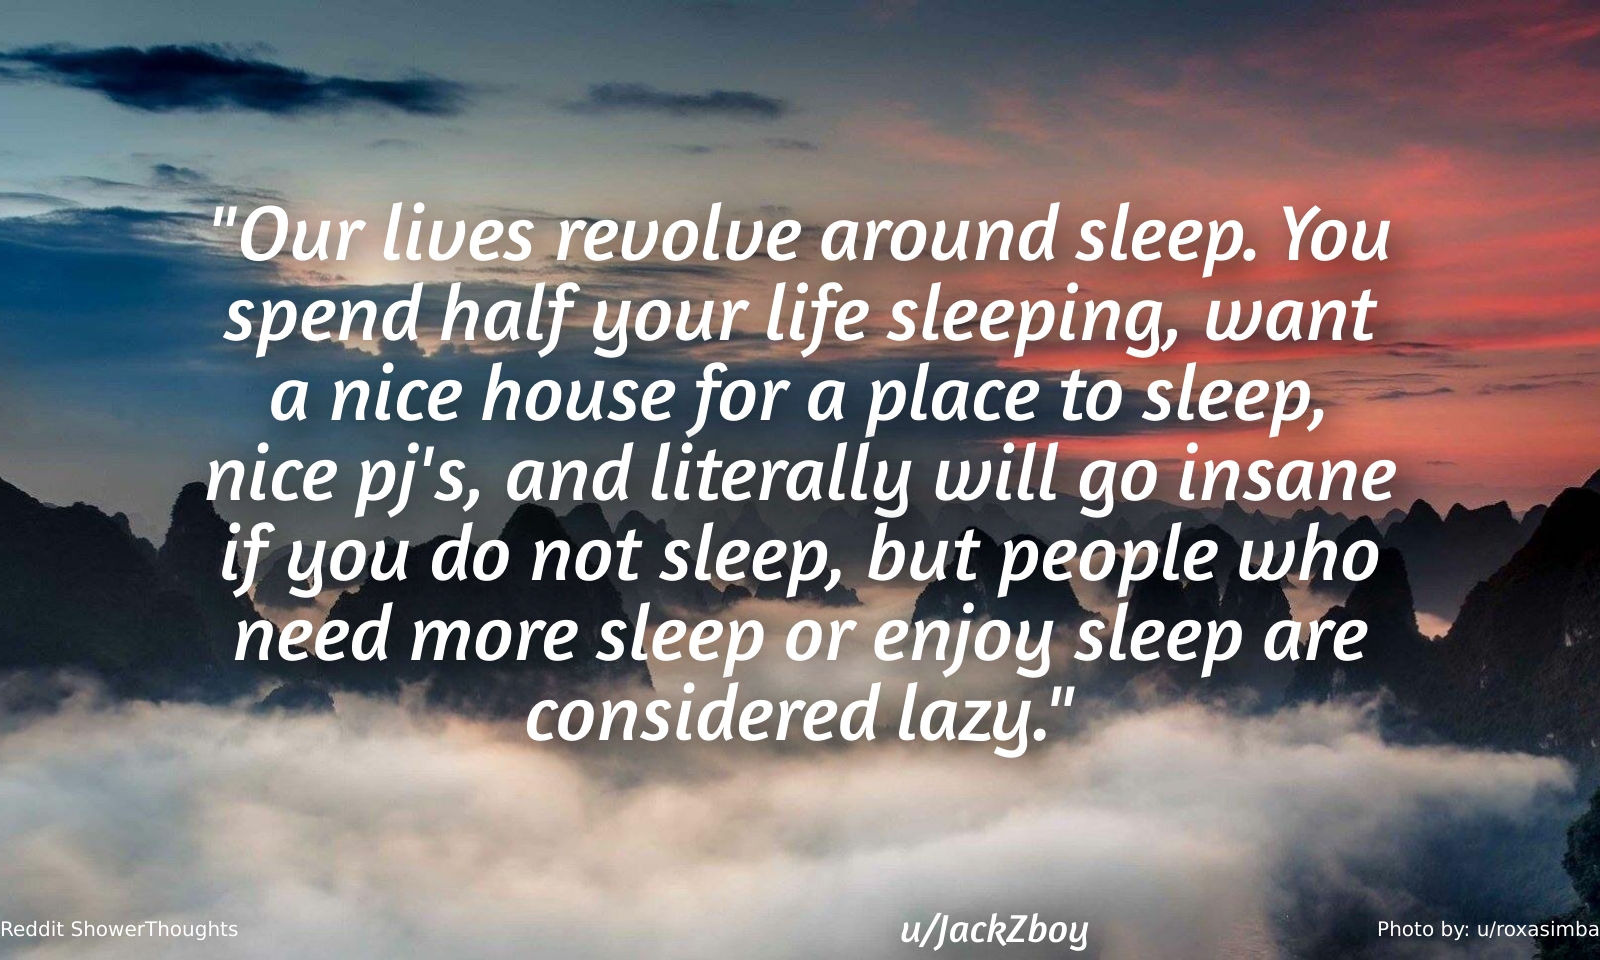 "Our lives revolve around sleep. You
spend half your life sleeping, want
a nice house for a place to sleep,
nice pj's, and literally will go insane
if you do not sleep, but people who
need more sleep or enjoy sleep are
considered lazy."
Reddit ShowerThoughts
u/JackZboy
Photo by: u/roxasimba